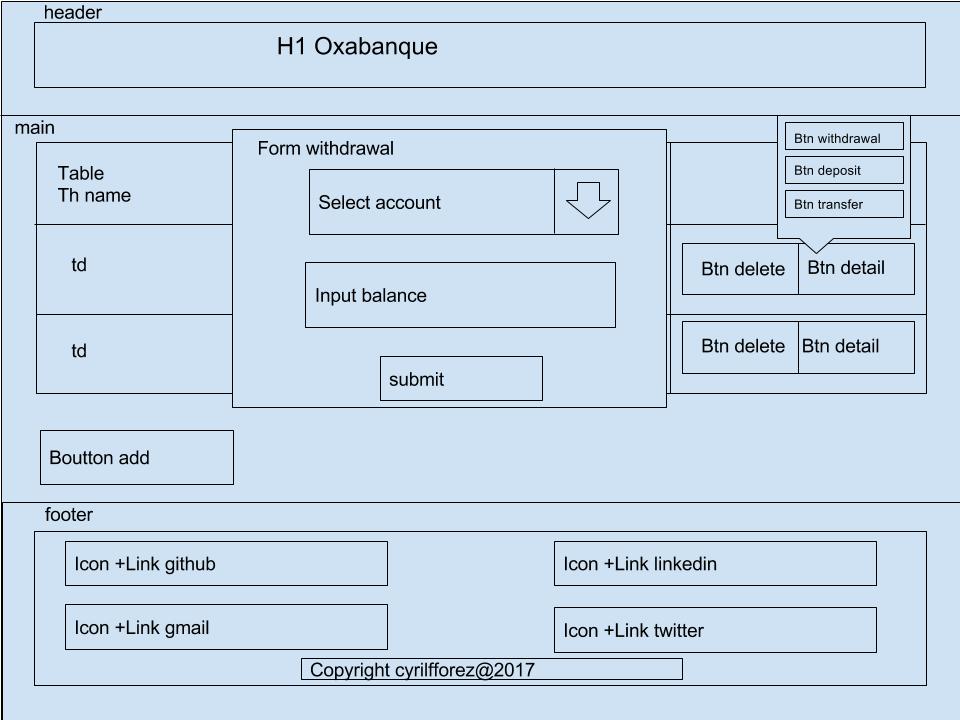 header
H1 Oxabanque
main
Table
Th name
Form withdrawal
Select account
Input balance
submit
Btn withdrawal
Btn deposit
Btn transfer
td
Btn delete
Btn detail
td
Btn delete
Btn detail
Boutton add
footer
Icon +Link github
Icon +Link linkedin
Icon +Link gmail
Icon +Link twitter
Copyright cyrilfforez@2017